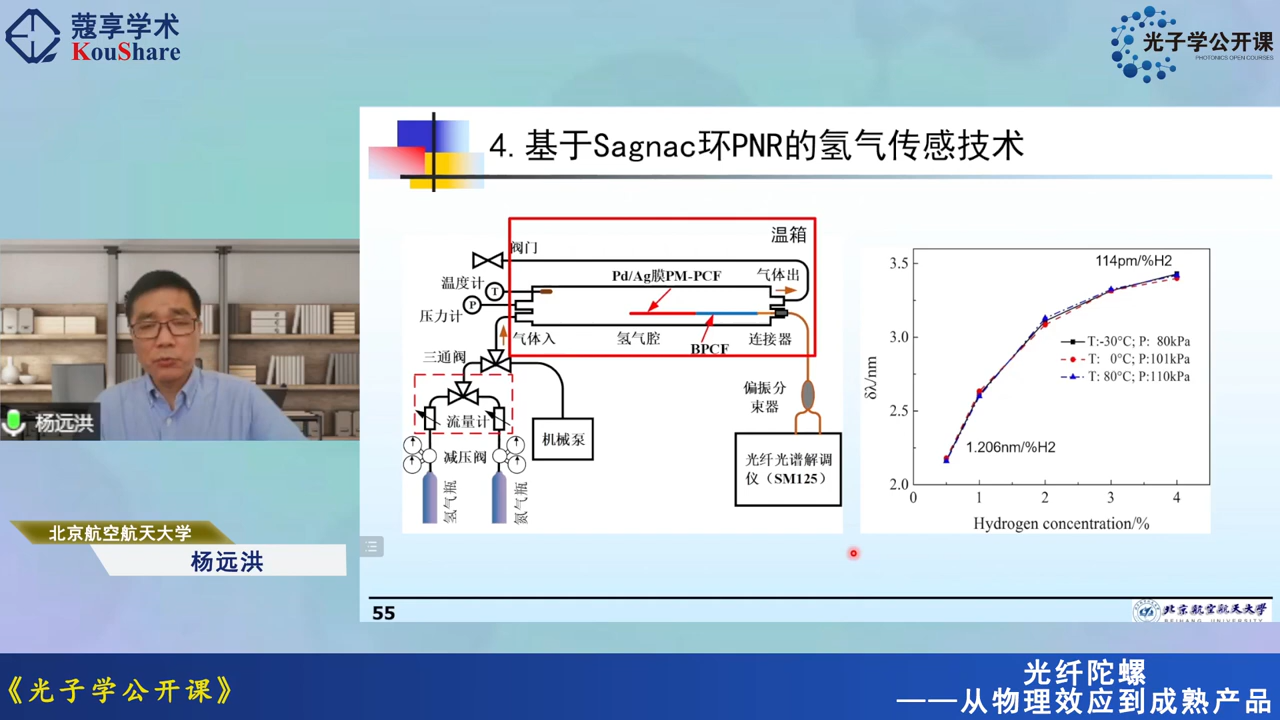 蔻享学术
KouShare
光子学公开课
PHOTONICS OPEN COURSES
4. 基于Sagnac环PNR的氢气传感技术
温箱
阀门
温度计
T
Pd/Ag膜PM-PCF
气体出
压力计
P
气体入
氢气腔
BPCF
连接器
三通阀
偏振分
束器
流量计
机械泵
减压阀
光纤光谱解调
仪（SM125）
氢气瓶
氮气瓶
3.5
3.0
2.5
2.0
δλ/nm
114pm/%H2
T:-30°C; P: 80kPa
T: 0°C; P:101kPa
T: 80°C; P:110kPa
1.206nm/%H2
0 1 2 3 4
Hydrogen concentration/%
杨远洪
北京航空航天大学
杨远洪
55
北京航空航天大学
BEIHANG UNIVERSITY
《光子学公开课》
光纤陀螺
——从物理效应到成熟产品